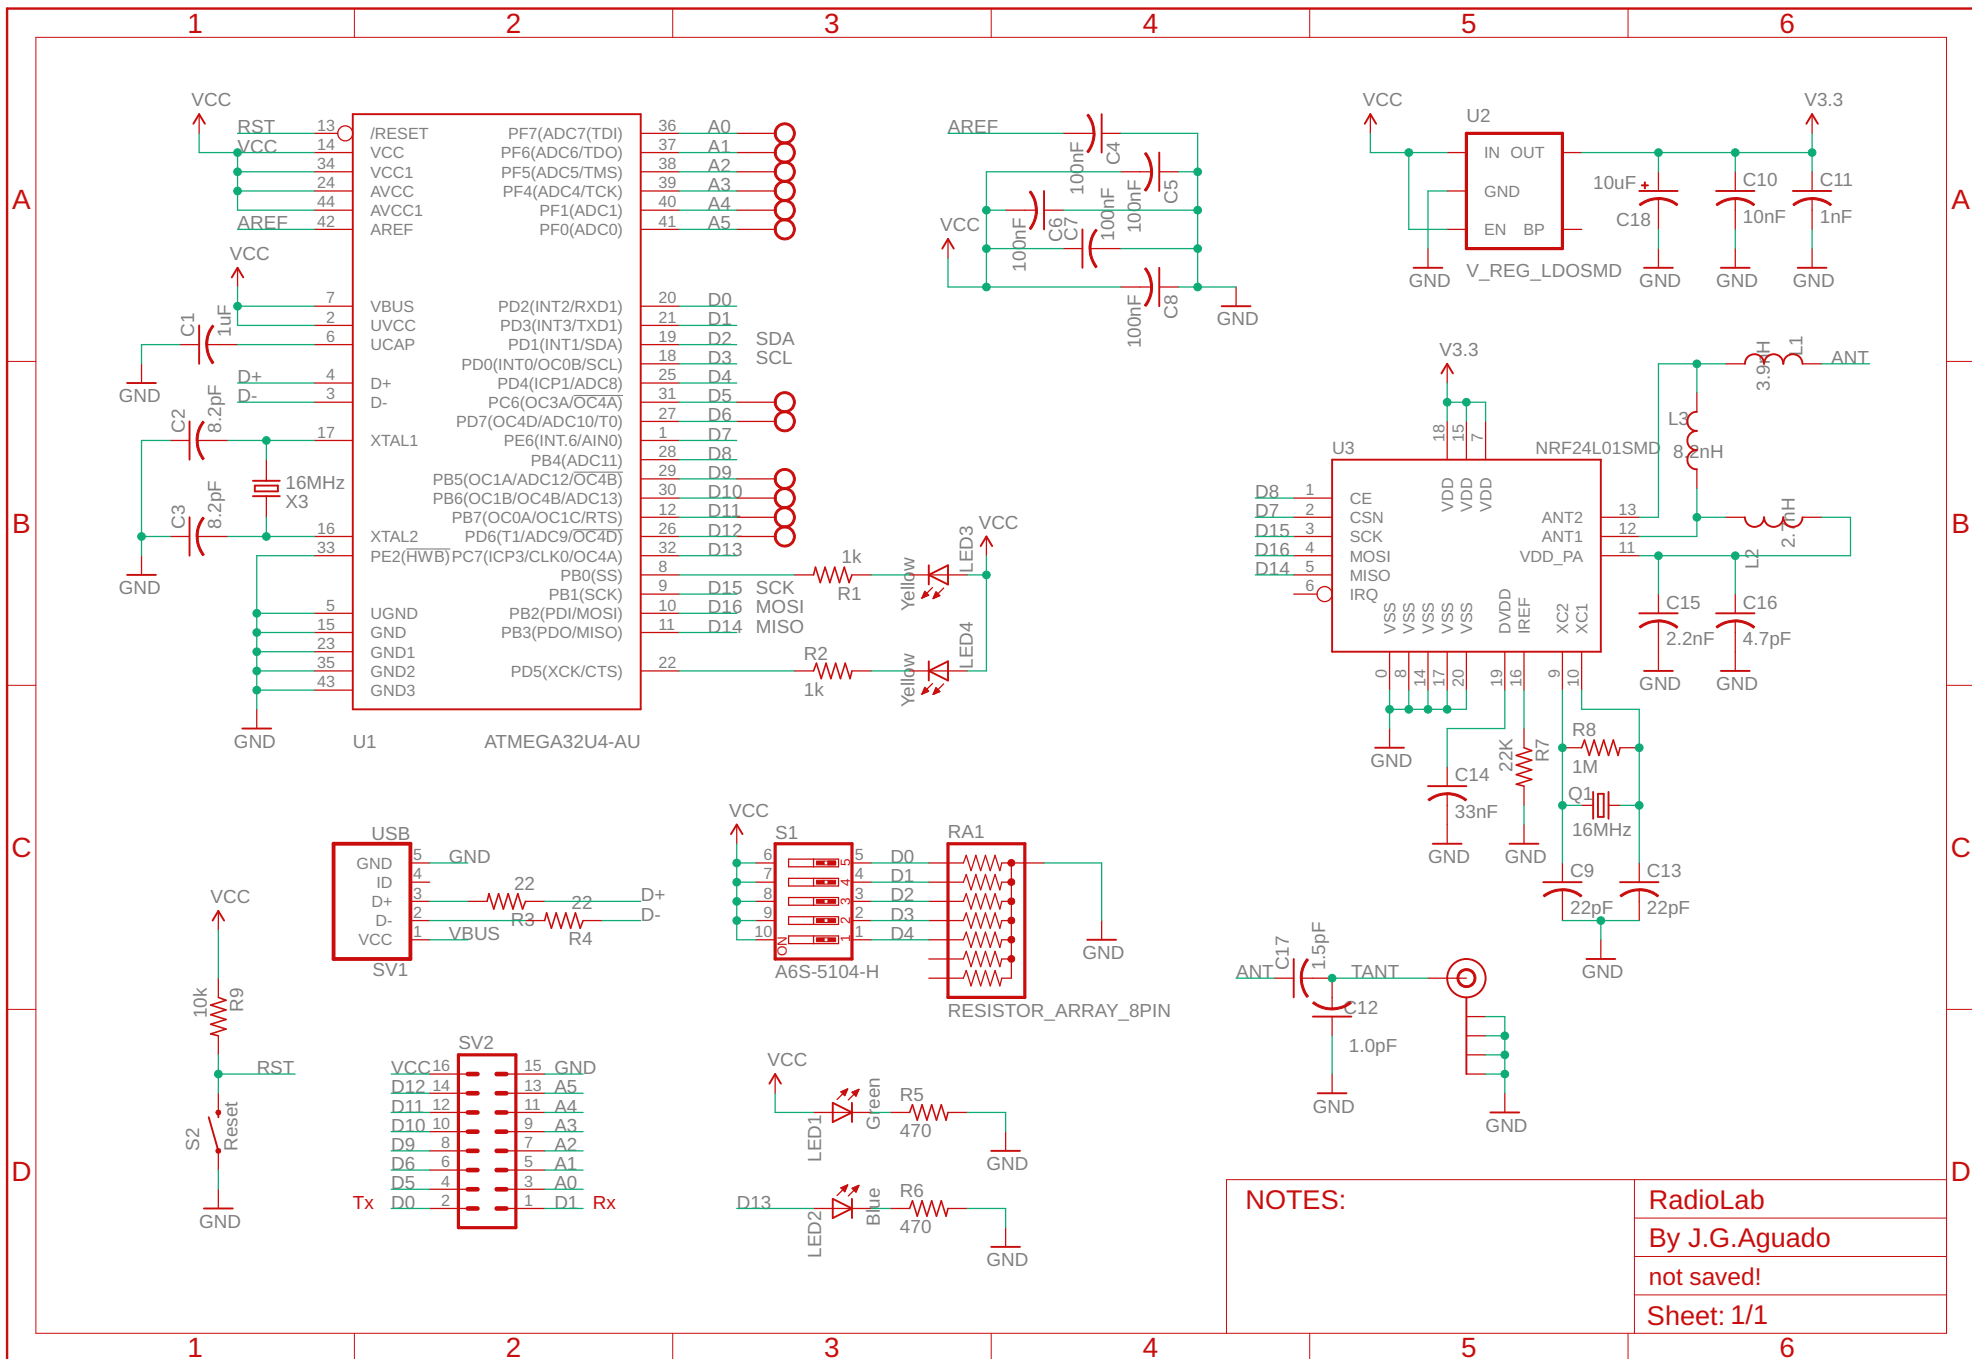 1 2 3 4 5 6
A A
B B
C C
D D
1 2 3 4 5 6
VCC
RST 13 /RESET
VCC 14 VCC
34 VCC1
24 AVCC
44 AVCC1
AREF 42 AREF
VCC
7 VBUS
2 UVCC
6 UCAP
C1 1uF
GND
D+ 4 D+
D- 3 D-
C2 8.2pF
17 XTAL1
16MHz
X3
C3 8.2pF
16 XTAL2
33 PE2(HWB)
GND
5 UGND
15 GND
23 GND1
35 GND2
43 GND3
GND
U1
ATMEGA32U4-AU
PF7(ADC7(TDI) 36 A0
PF6(ADC6/TDO) 37 A1
PF5(ADC5/TMS) 38 A2
PF4(ADC4/TCK) 39 A3
PF1(ADC1) 40 A4
PF0(ADC0) 41 A5
PD2(INT2/RXD1) 20 D0
PD3(INT3/TXD1) 21 D1
PD1(INT1/SDA) 19 D2 SDA
PD0(INT0/OC0B/SCL) 18 D3 SCL
PD4(ICP1/ADC8) 25 D4
PC6(OC3A/OC4A) 31 D5
PD7(OC4D/ADC10/T0) 27 D6
PE6(INT.6/AIN0) 1 D7
PB4(ADC11) 28 D8
PB5(OC1A/ADC12/OC4B) 29 D9
PB6(OC1B/OC4B/ADC13) 30 D10
PB7(OC0A/OC1C/RTS) 12 D11
PD6(T1/ADC9/OC4D) 26 D12
PC7(ICP3/CLK0/OC4A) 32 D13
PB0(SS) 8
PB1(SCK) 9 D15 SCK
PB2(PDI/MOSI) 10 D16 MOSI
PB3(PDO/MISO) 11 D14 MISO
PD5(XCK/CTS) 22
1k
R1
Yellow
LED3
VCC
R2
1k
Yellow
LED4
AREF
100nF C4
100nF C5
VCC
100nF C6
C7 100nF
100nF C8
GND
VCC
U2
IN OUT
GND
EN BP
V_REG_LDOSMD
GND
V3.3
10uF
C18
GND
C10
10nF
GND
C11
1nF
GND
V3.3
U3
NRF24L01SMD
18 15 7
VDD VDD VDD
D8 1 CE
D7 2 CSN
D15 3 SCK
D16 4 MOSI
D14 5 MISO
6 IRQ
ANT2 13
ANT1 12
VDD_PA 11
VSS VSS VSS VSS VSS DVDD IREF XC2 XC1
0 8 14 17 20 19 16 9 10
GND
3.9nH L1
ANT
L3
8.2nH
2.7nH
L2
C15
2.2nF
GND
C16
4.7pF
GND
C14
33nF
GND
22K R7
GND
R8
1M
Q1
16MHz
C9
22pF
C13
22pF
GND
USB
GND 5 GND
ID 4
D+ 3
D- 2
VCC 1 VBUS
SV1
22
R3
22
R4
D+
D-
VCC
10k R9
RST
S2 Reset
GND
VCC
S1
6 5 5 D0
7 4 4 D1
8 3 3 D2
9 2 2 D3
10 1 1 D4
ON
A6S-5104-H
RA1
RESISTOR_ARRAY_8PIN
GND
SV2
VCC 16 15 GND
D12 14 13 A5
D11 12 11 A4
D10 10 9 A3
D9 8 7 A2
D6 6 5 A1
D5 4 3 A0
Tx D0 2 1 D1 Rx
VCC
LED1
Green
R5
470
GND
D13
LED2
Blue
R6
470
GND
ANT
C17 1.5pF
TANT
C12
1.0pF
GND
GND
NOTES:
RadioLab
By J.G.Aguado
not saved!
Sheet: 1/1